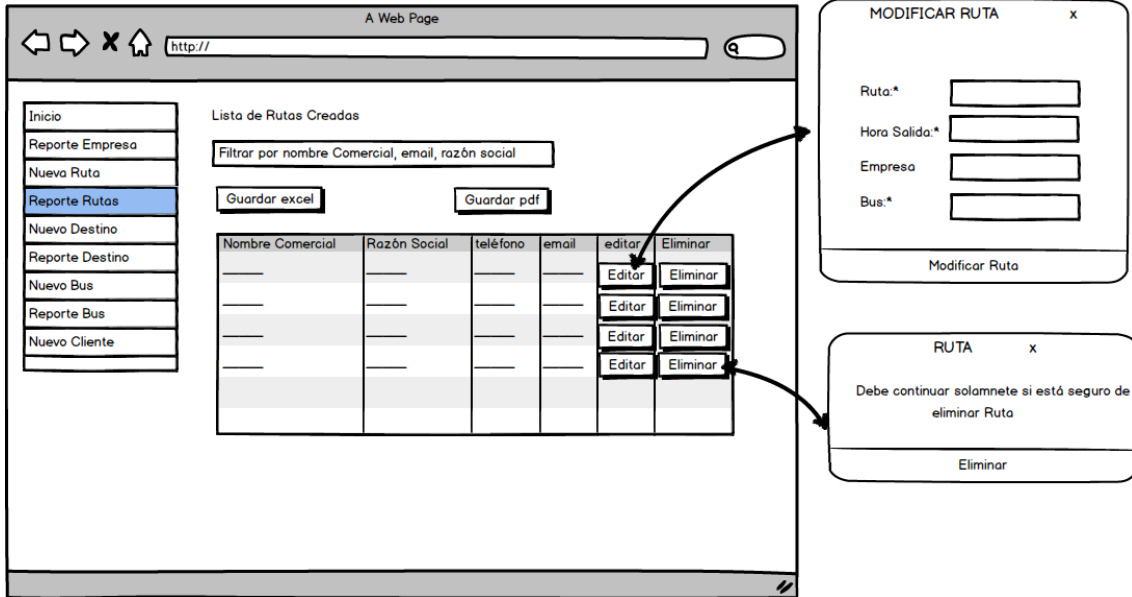 A Web Page
http://
Inicio
Reporte Empresa
Nueva Ruta
Reporte Rutas
Nuevo Destino
Reporte Destino
Nuevo Bus
Reporte Bus
Nuevo Cliente
Lista de Rutas Creadas
Filtrar por nombre Comercial, email, razón social
Guardar excel
Guardar pdf
Nombre Comercial Razón Social teléfono email editar Eliminar
Editar Eliminar
Editar Eliminar
Editar Eliminar
Editar Eliminar
MODIFICAR RUTA x
Ruta:*
Hora Salida:*
Empresa
Bus:*
Modificar Ruta
RUTA x
Debe continuar solamnete si está seguro de
eliminar Ruta
Eliminar